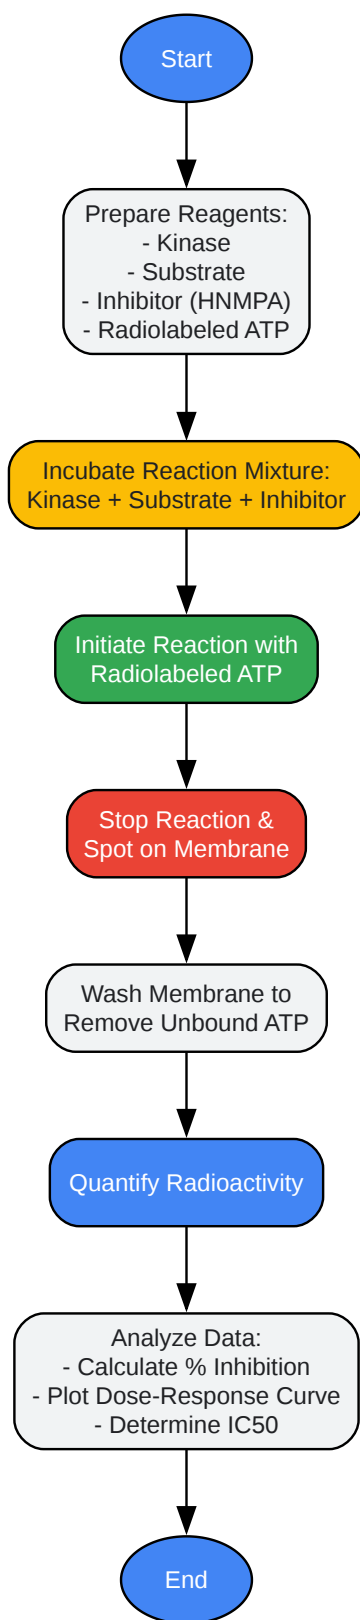 Start
Prepare Reagents:
- Kinase
- Substrate
- Inhibitor (HNMPA)
- Radiolabeled ATP
Incubate Reaction Mixture:
Kinase + Substrate + Inhibitor
Initiate Reaction with
Radiolabeled ATP
Stop Reaction &
Spot on Membrane
Wash Membrane to
Remove Unbound ATP
Quantify Radioactivity
Analyze Data:
- Calculate % Inhibition
- Plot Dose-Response Curve
- Determine IC50
End